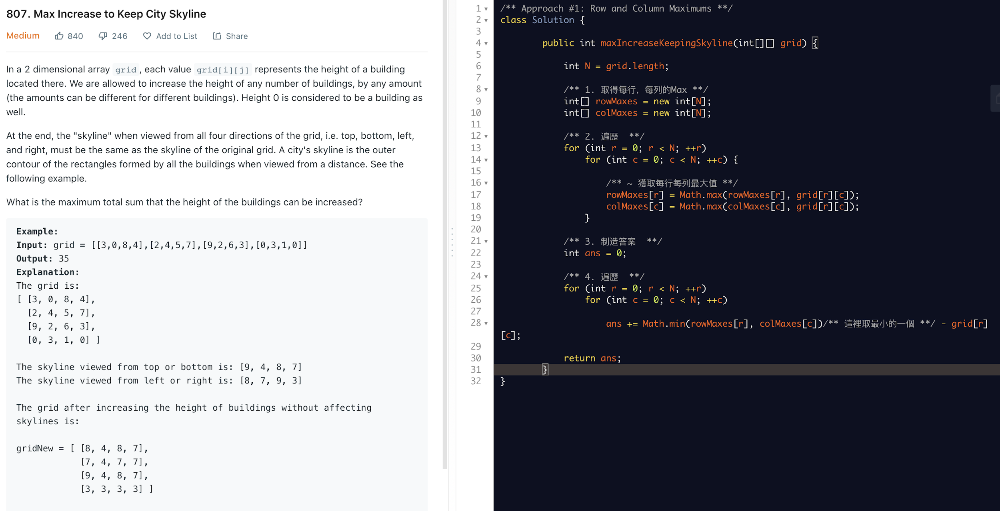 807. Max Increase to Keep City Skyline
Medium 840 246 Add to List Share
In a 2 dimensional array grid, each value grid[i][j] represents the height of a building
located there. We are allowed to increase the height of any number of buildings, by any amount
(the amounts can be different for different buildings). Height 0 is considered to be a building as
well.
At the end, the "skyline" when viewed from all four directions of the grid, i.e. top, bottom, left,
and right, must be the same as the skyline of the original grid. A city's skyline is the outer
contour of the rectangles formed by all the buildings when viewed from a distance. See the
following example.
What is the maximum total sum that the height of the buildings can be increased?
Example:
Input: grid = [[3,0,8,4],[2,4,5,7],[9,2,6,3],[0,3,1,0]]
Output: 35
Explanation:
The grid is:
[ [3, 0, 8, 4],
  [2, 4, 5, 7],
  [9, 2, 6, 3],
  [0, 3, 1, 0] ]
The skyline viewed from top or bottom is: [9, 4, 8, 7]
The skyline viewed from left or right is: [8, 7, 9, 3]
The grid after increasing the height of buildings without affecting
skylines is:
gridNew = [ [8, 4, 8, 7],
            [7, 4, 7, 7],
            [9, 4, 8, 7],
            [3, 3, 3, 3] ]
1 /** Approach #1: Row and Column Maximums **/
2 class Solution {
3
4         public int maxIncreaseKeepingSkyline(int[][] grid) {
5
6             int N = grid.length;
7
8             /** 1. 取得每行, 每列的Max **/
9             int[] rowMaxes = new int[N];
10            int[] colMaxes = new int[N];
11
12            /** 2. 遍歷  **/
13            for (int r = 0; r < N; ++r)
14                for (int c = 0; c < N; ++c) {
15
16                    /** ~ 獲取每行每列最大值 **/
17                    rowMaxes[r] = Math.max(rowMaxes[r], grid[r][c]);
18                    colMaxes[c] = Math.max(colMaxes[c], grid[r][c]);
19                }
20
21            /** 3. 制造答案  **/
22            int ans = 0;
23
24            /** 4. 遍歷  **/
25            for (int r = 0; r < N; ++r)
26                for (int c = 0; c < N; ++c)
27
28                    ans += Math.min(rowMaxes[r], colMaxes[c])/** 這裡取最小的一個 **/ - grid[r]
[c];
29
30            return ans;
31        }
32 }